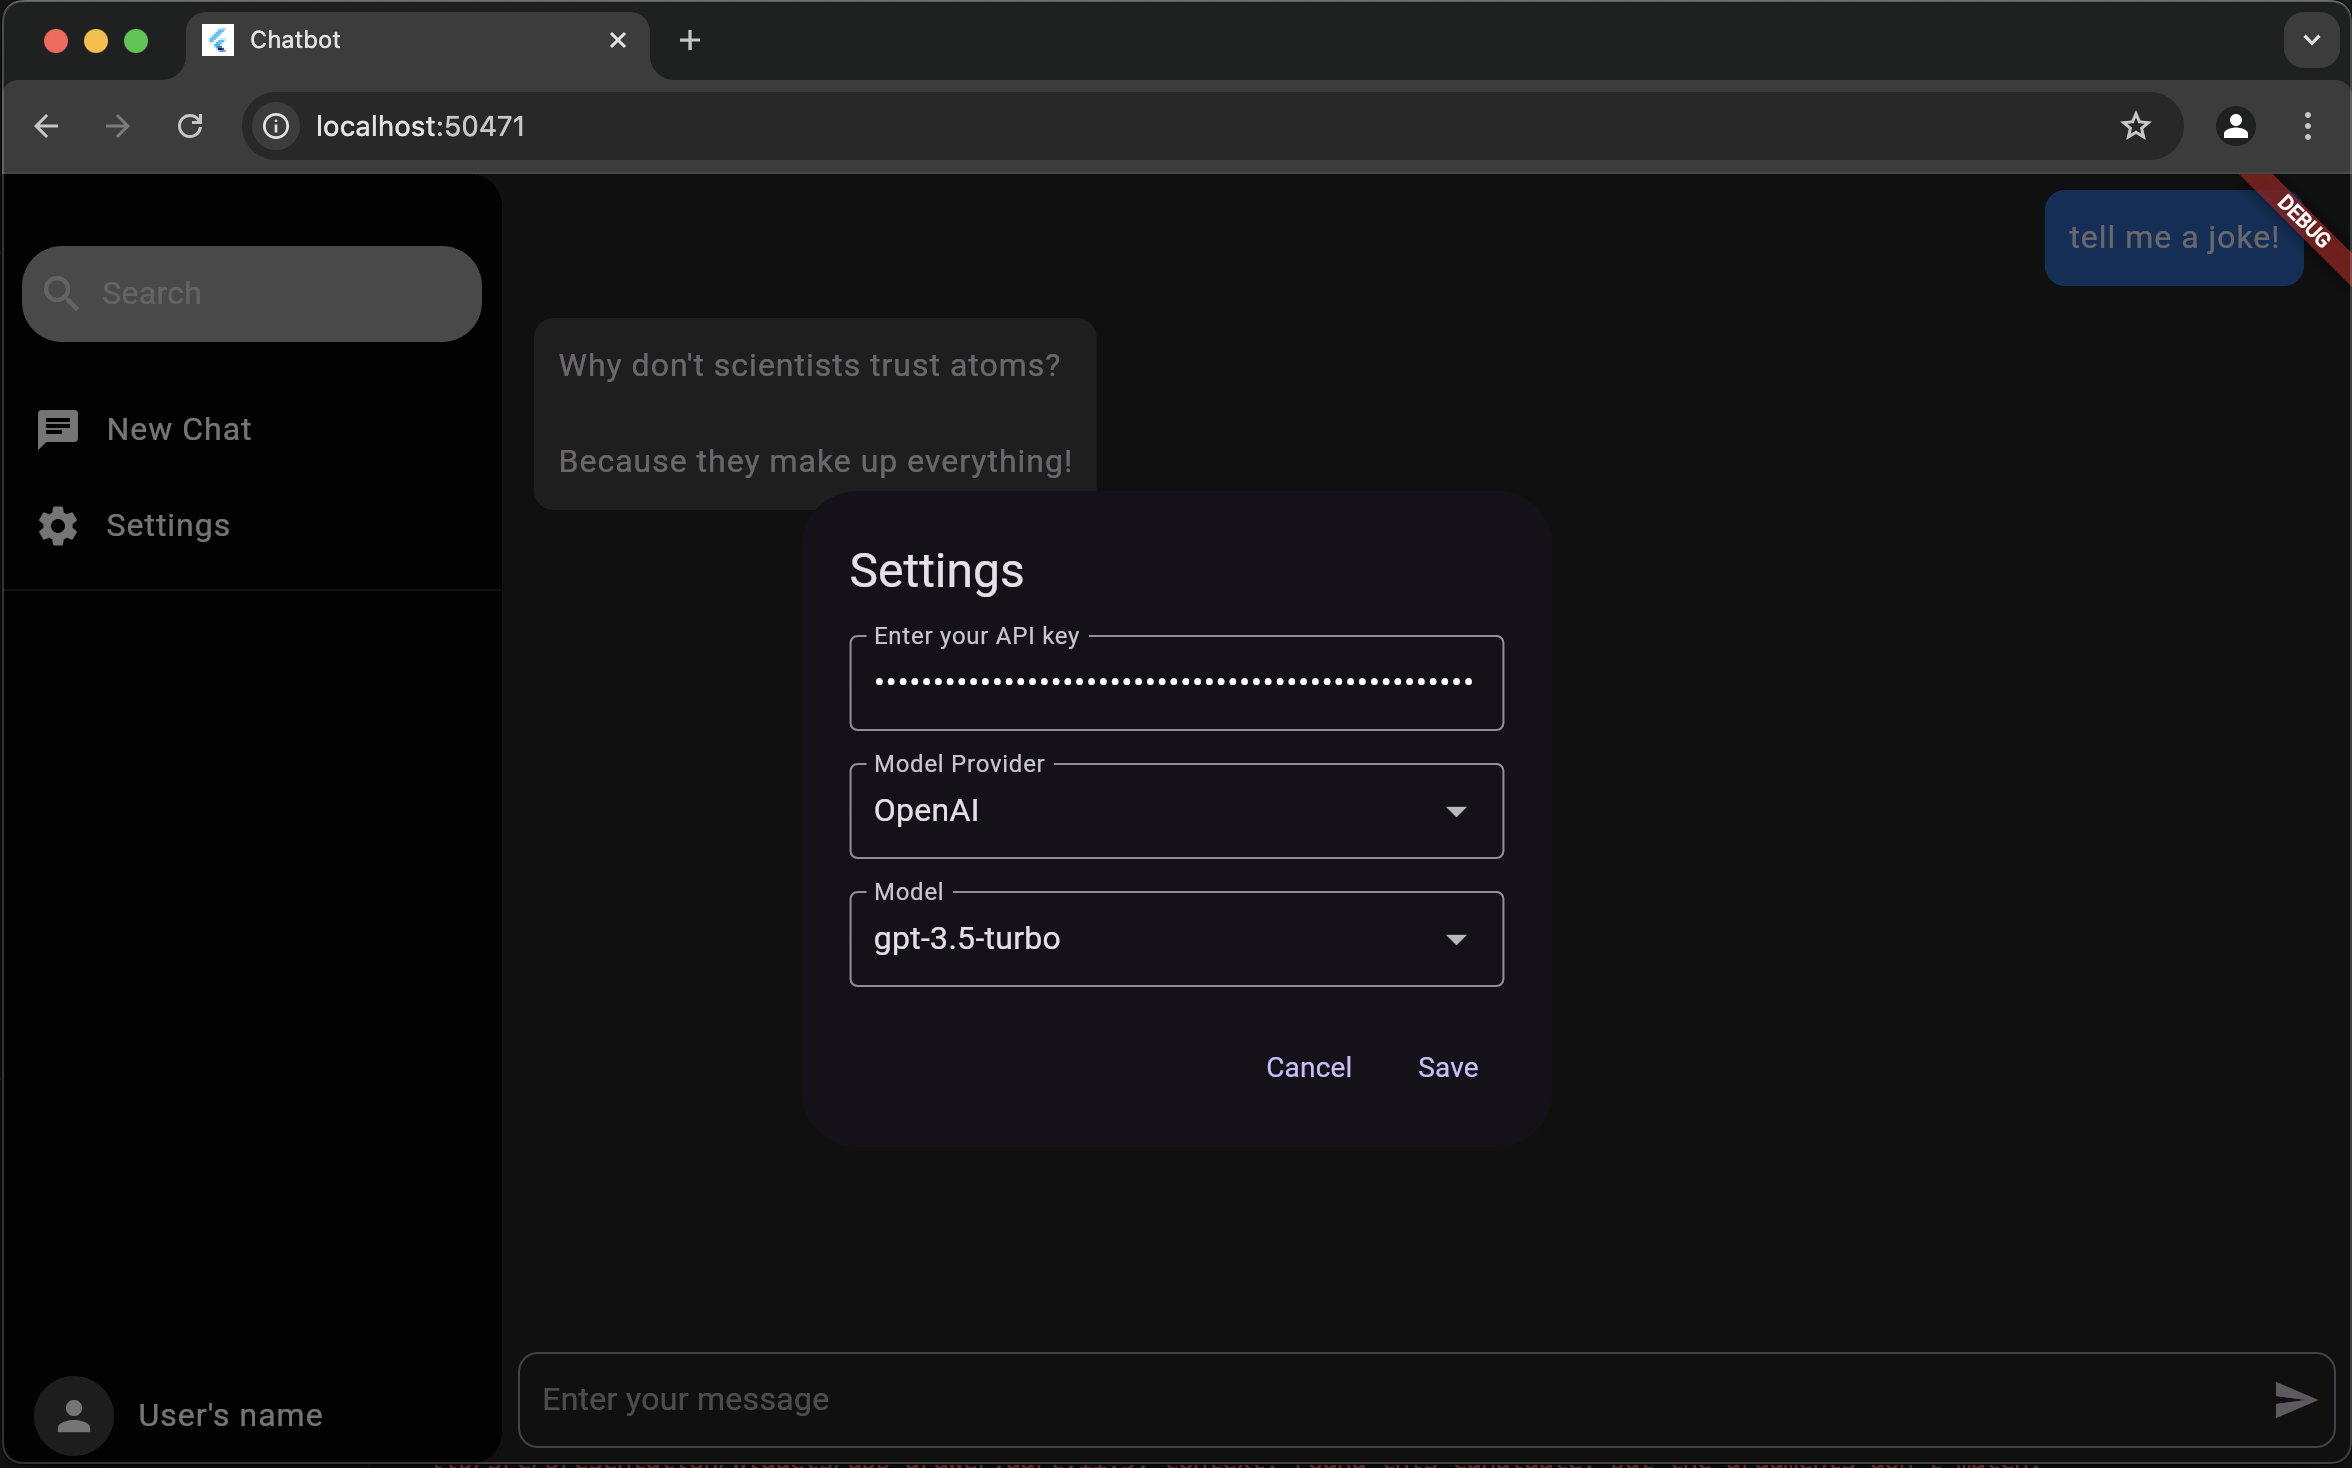 Chatbot
localhost:50471
DEBUG
tell me a joke!
Search
Why don't scientists trust atoms?
New Chat
Because they make up everything!
Settings
Settings
Enter your API key
Model Provider
OpenAI
Model
gpt-3.5-turbo
Cancel
Save
Enter your message
User's name